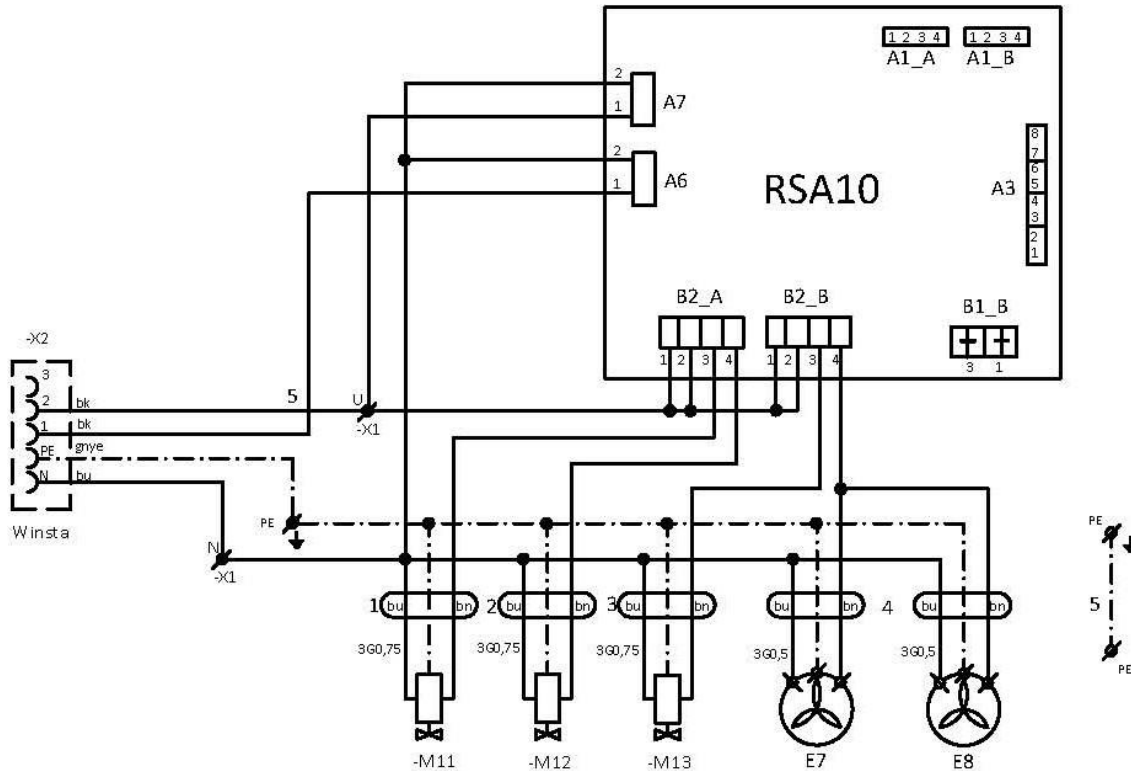 1 2 3 4 1 2 3 4
A1_A A1_B
2
A7
1
2
A6
1
RSA10
8
7
6
5
A3
4
3
2
1
B2_A B2_B B1_B
1 2 3 4 1 2 3 4 3 1
-X2
3
2 bk 5 U
-X1
1 bk
PE gnye
N bu
Winsta
PE
N
-X1
PE
1 bu bn 2 bu bn 3 bu bn bu bn 4 bu bn 5
3G0,75 3G0,75 3G0,75 3G0,5 3G0,5
PE
-M11 -M12 -M13 E7 E8